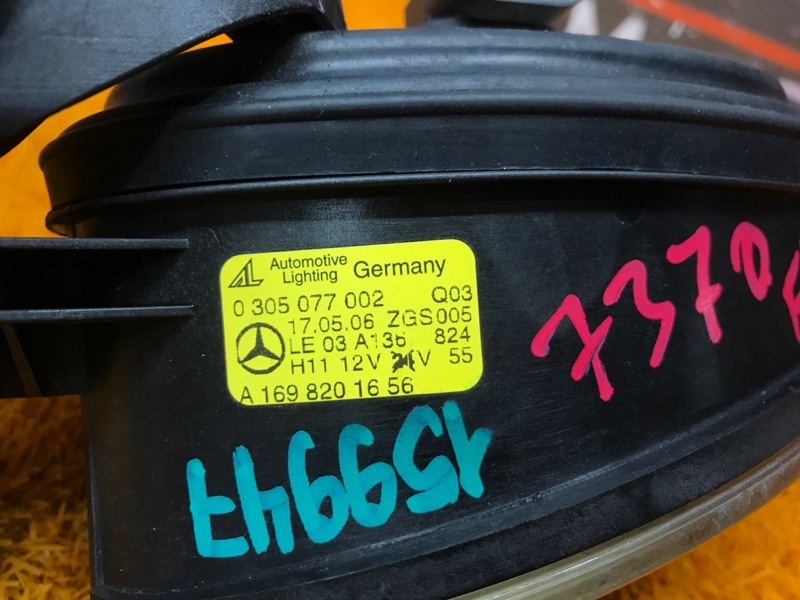 Automotive
Lighting Germany
0 305 077 002 Q03
17.05.06 ZGS 005
LE 03 A136 824
H11 12V V 55
A 169 820 16 56
7370
159947